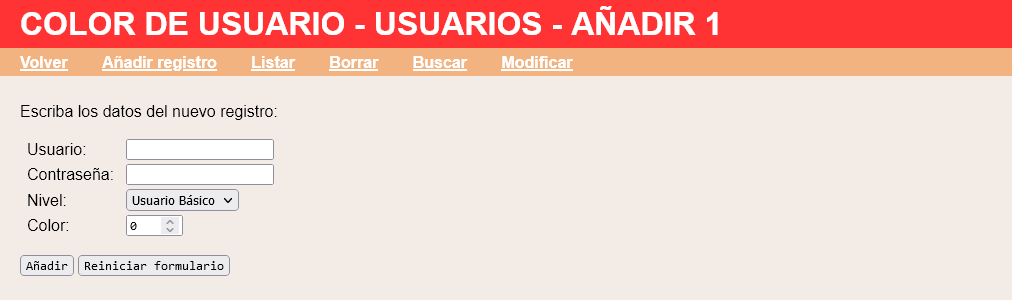 COLOR DE USUARIO - USUARIOS - AÑADIR 1
Volver Añadir registro Listar Borrar Buscar Modificar
Escriba los datos del nuevo registro:
Usuario:
Contraseña:
Nivel: Usuario Básico
Color: 0
Añadir Reiniciar formulario